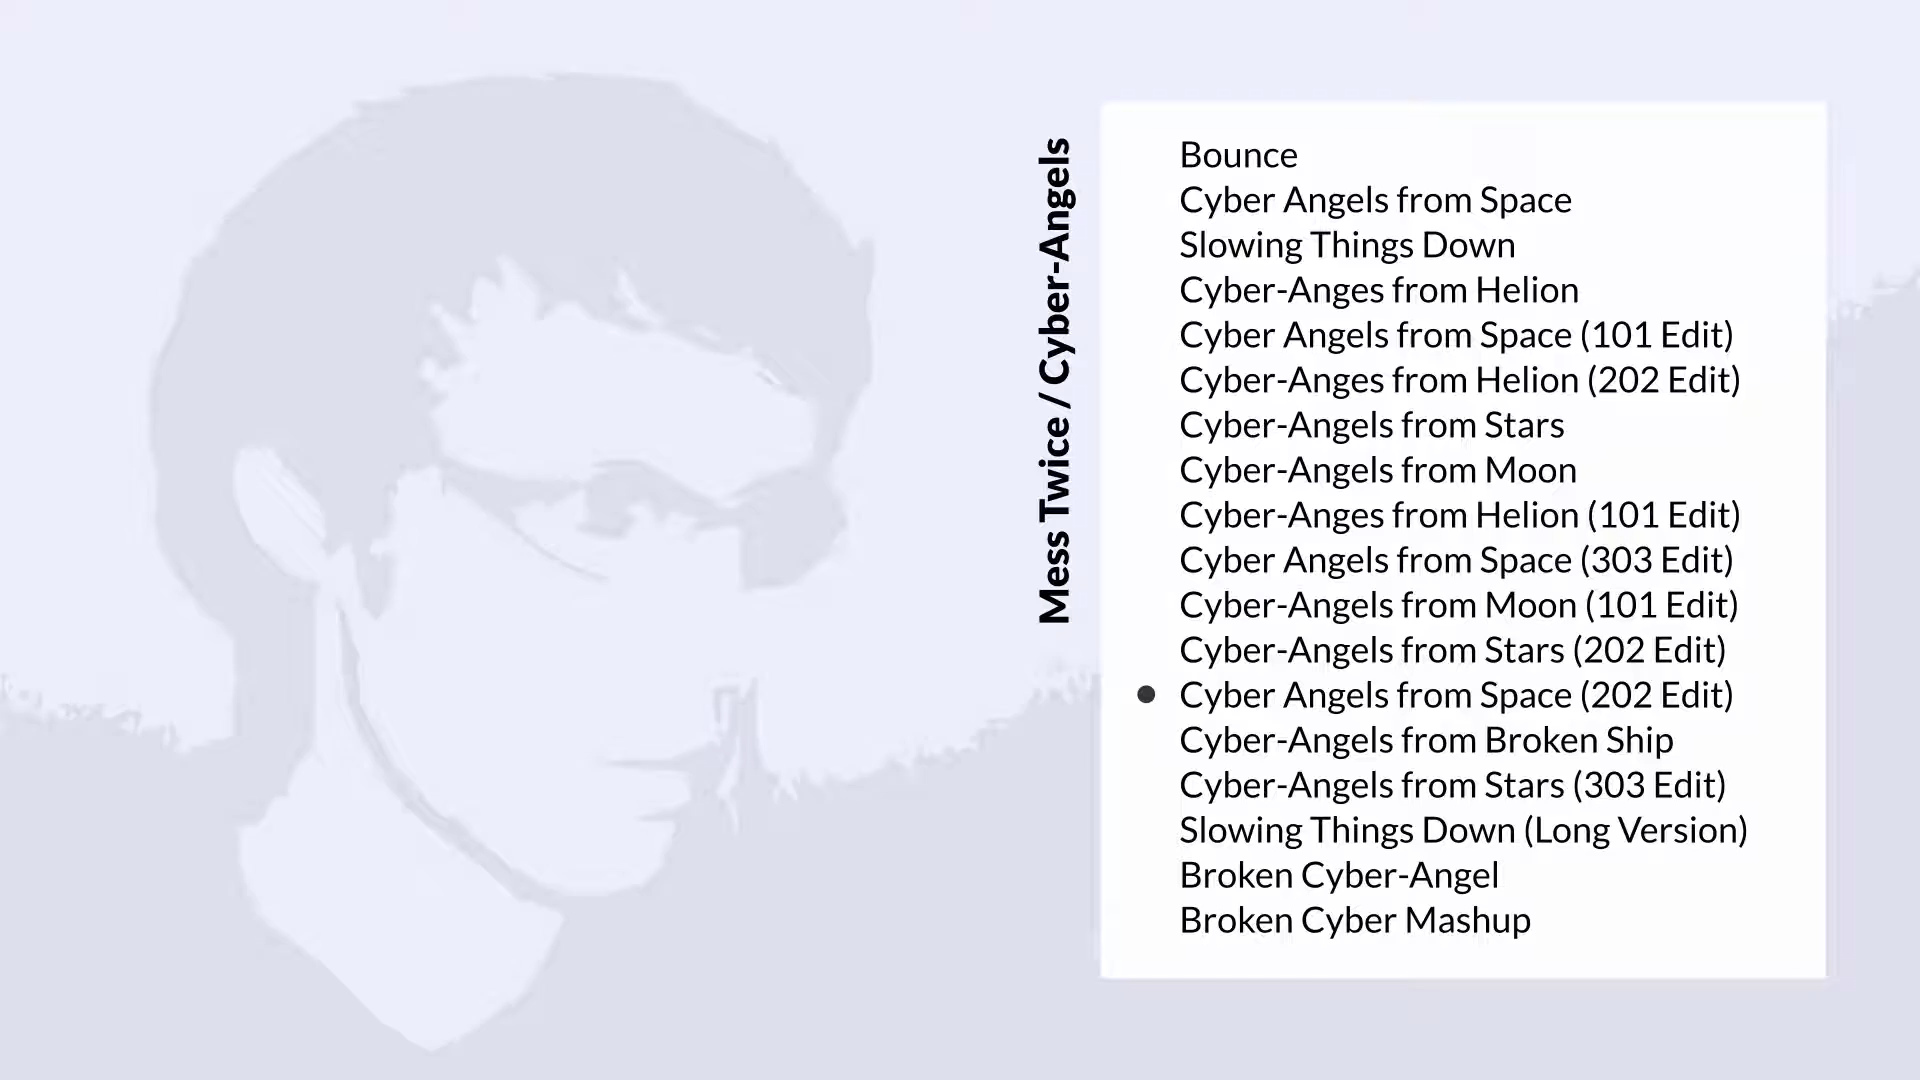 Mess Twice / Cyber-Angels
Bounce
Cyber Angels from Space
Slowing Things Down
Cyber-Anges from Helion
Cyber Angels from Space (101 Edit)
Cyber-Anges from Helion (202 Edit)
Cyber-Angels from Stars
Cyber-Angels from Moon
Cyber-Anges from Helion (101 Edit)
Cyber Angels from Space (303 Edit)
Cyber-Angels from Moon (101 Edit)
Cyber-Angels from Stars (202 Edit)
Cyber Angels from Space (202 Edit)
Cyber-Angels from Broken Ship
Cyber-Angels from Stars (303 Edit)
Slowing Things Down (Long Version)
Broken Cyber-Angel
Broken Cyber Mashup